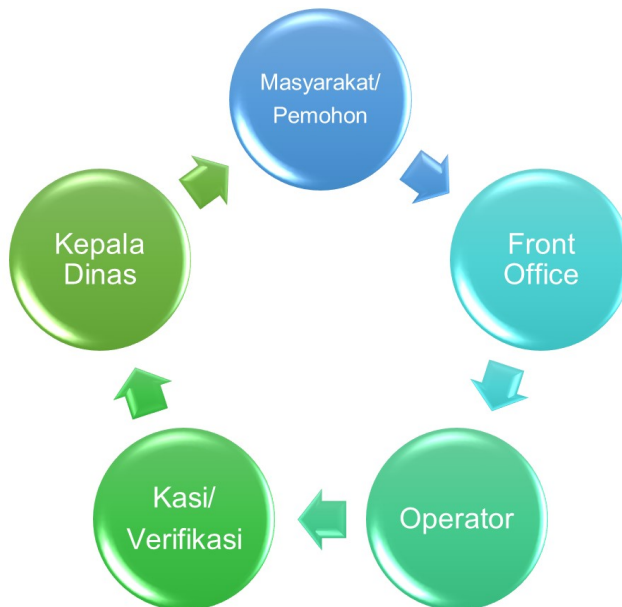 Masyarakat/
Pemohon
Front
Office
Operator
Kasi/
Verifikasi
Kepala
Dinas